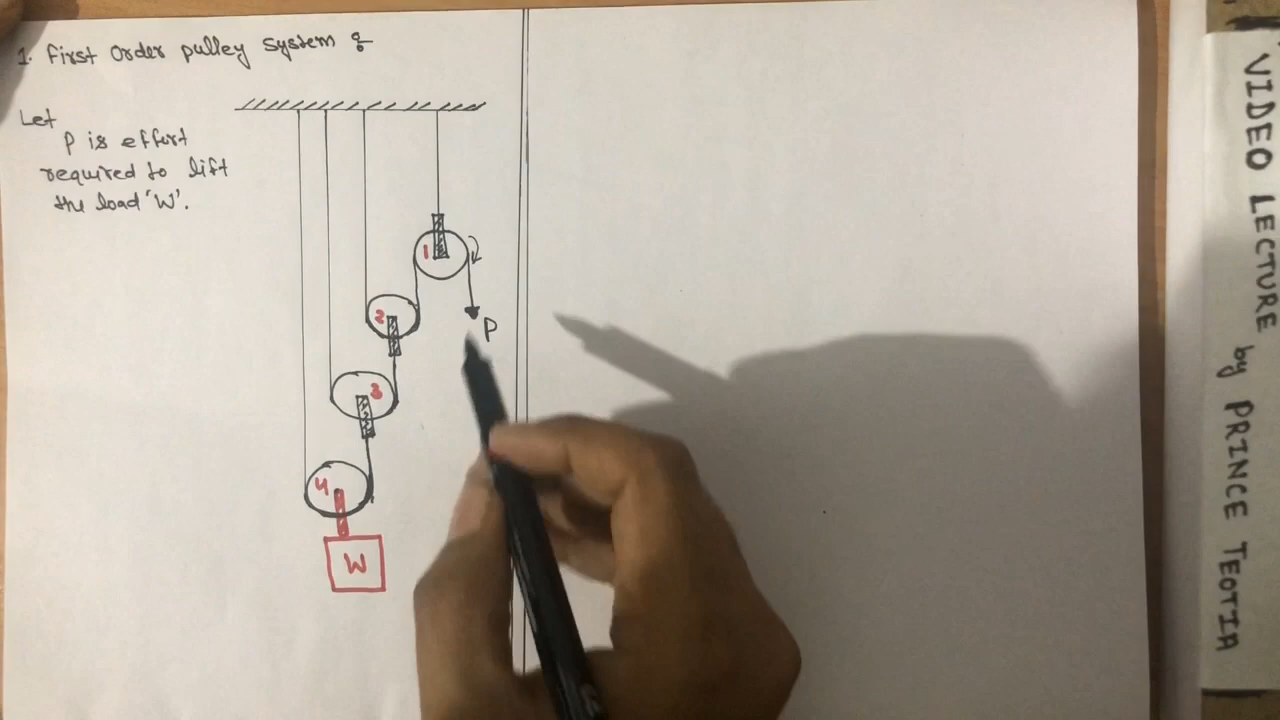 1. First Order pulley System :
Let
P is effort
required to lift
the load 'W'.
1
2
P
3
4
W
VIDEO LECTURE by PRINCE TEOTIA